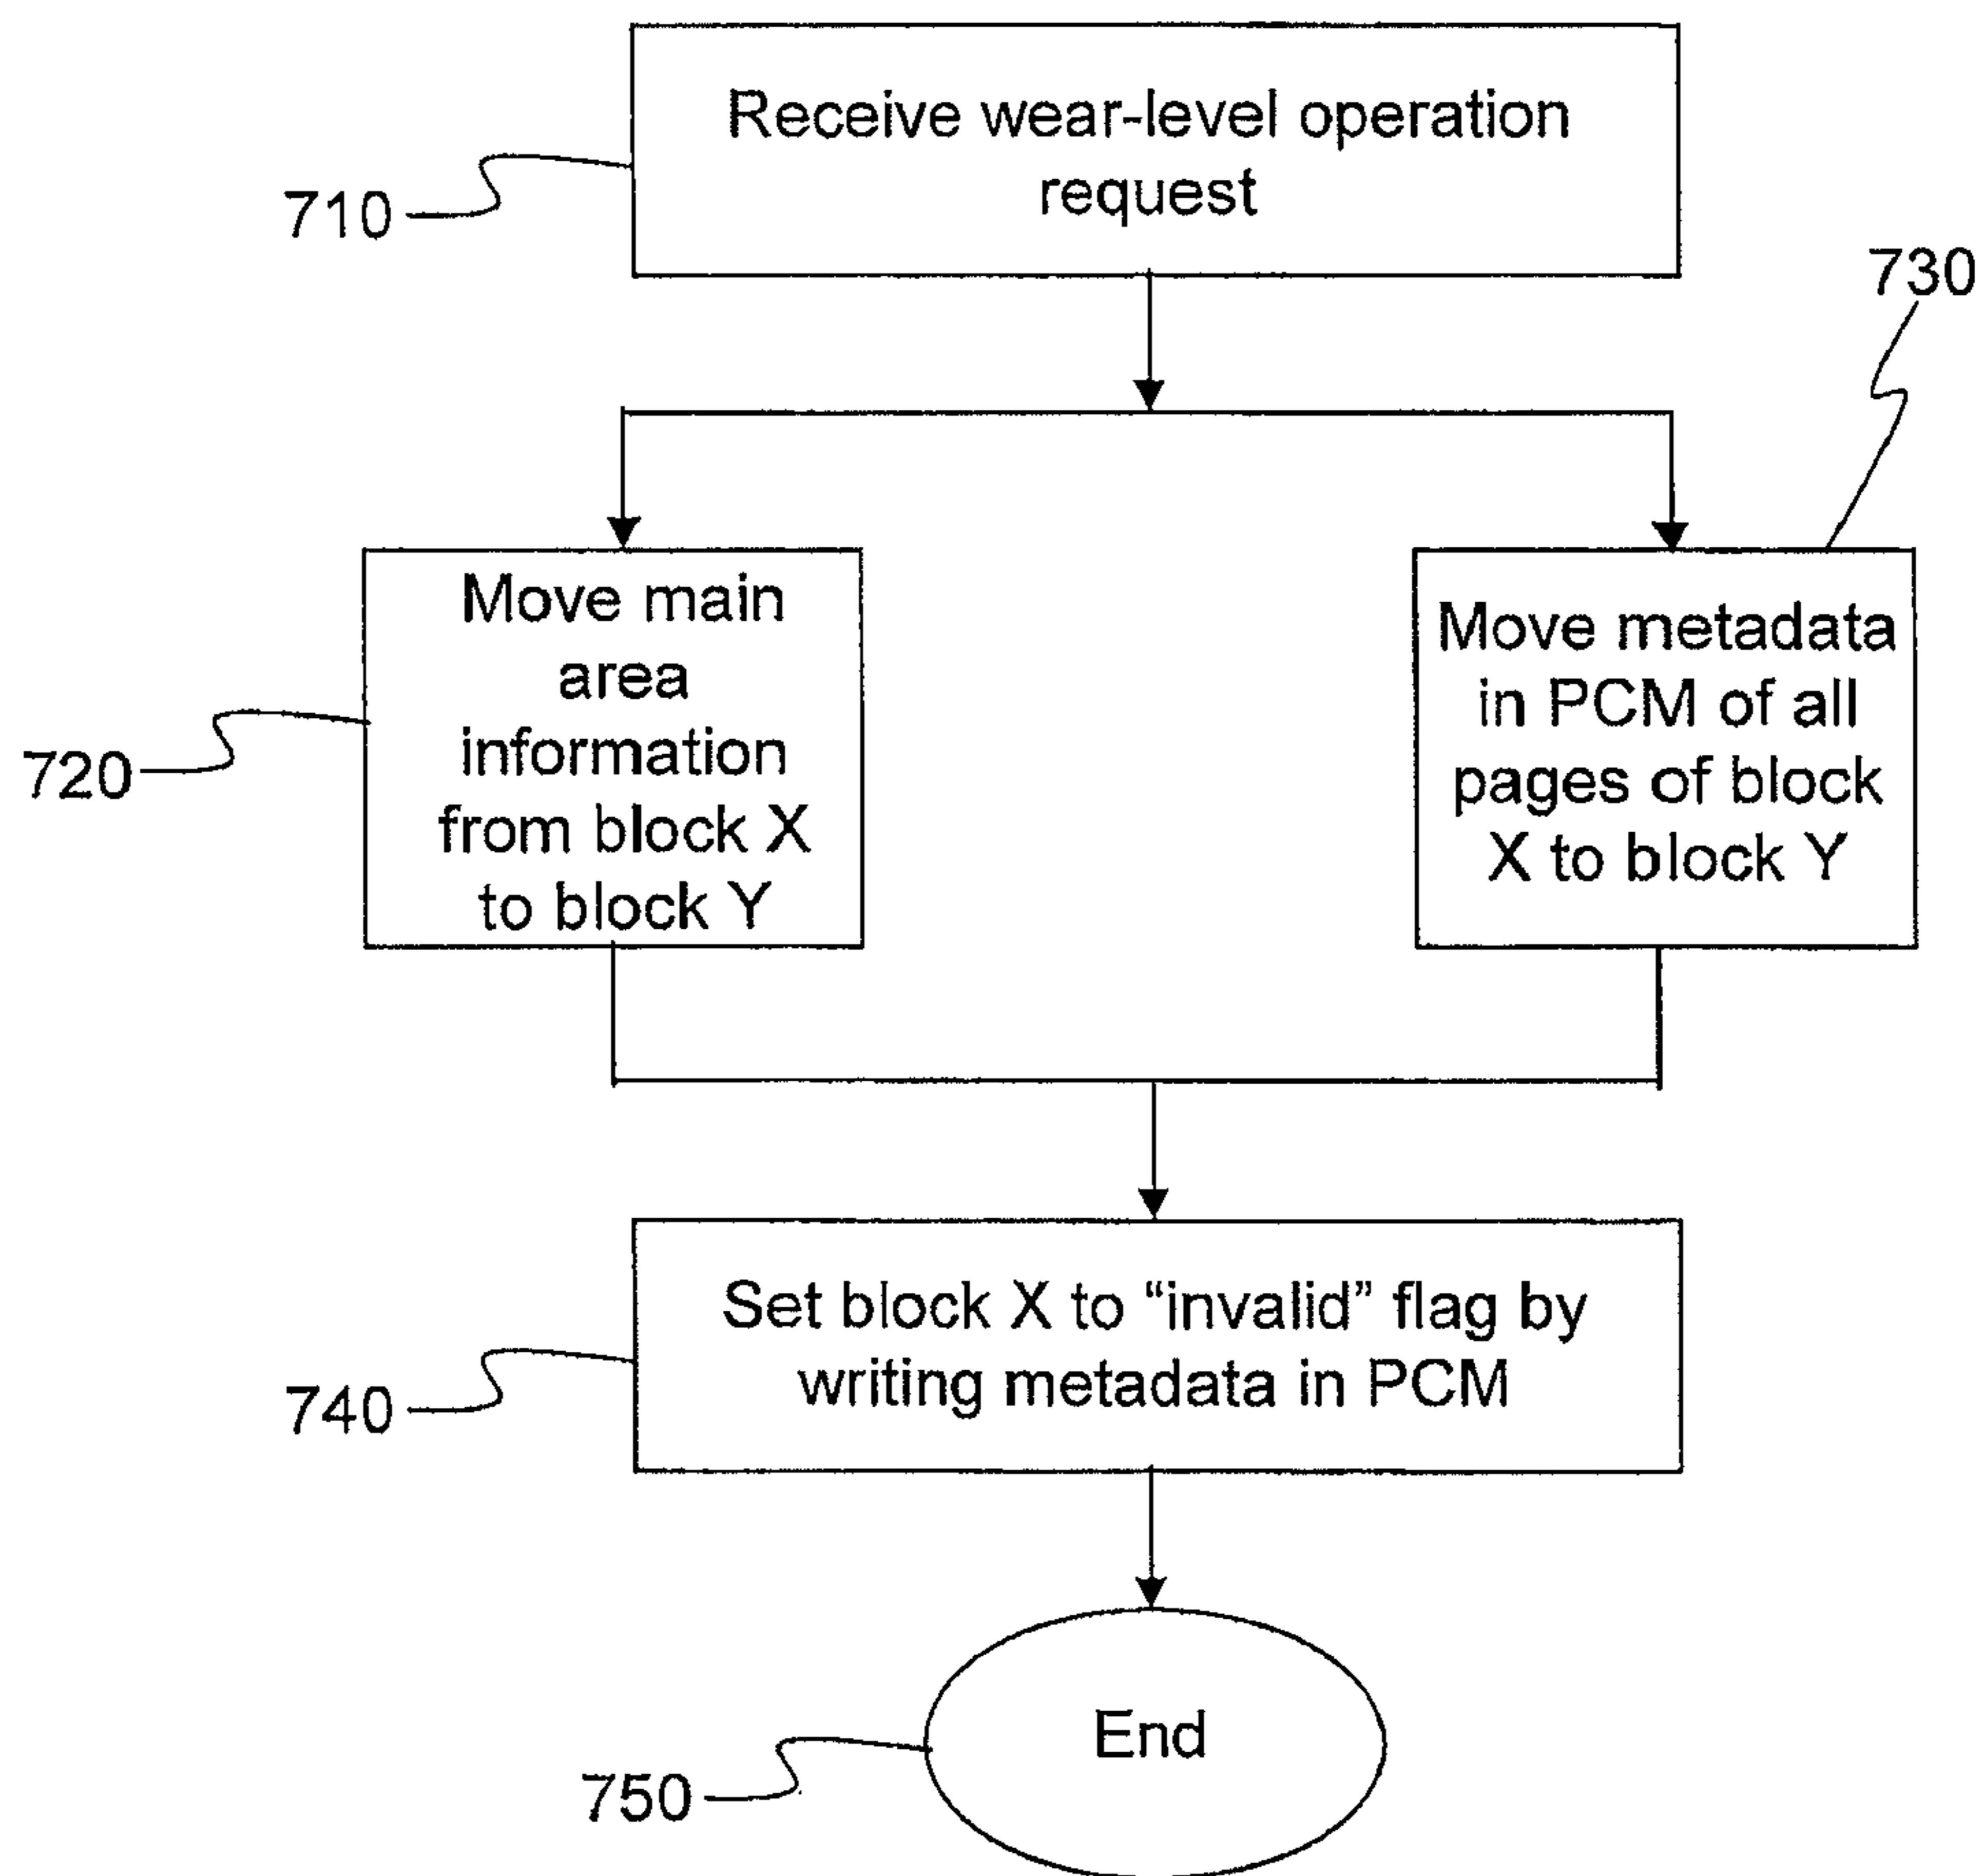 Receive wear-level operation
request
710
730
Move main
area
information
from block X
to block Y
720
Move metadata
in PCM of all
pages of block
X to block Y
Set block X to “invalid” flag by
writing metadata in PCM
740
End
750